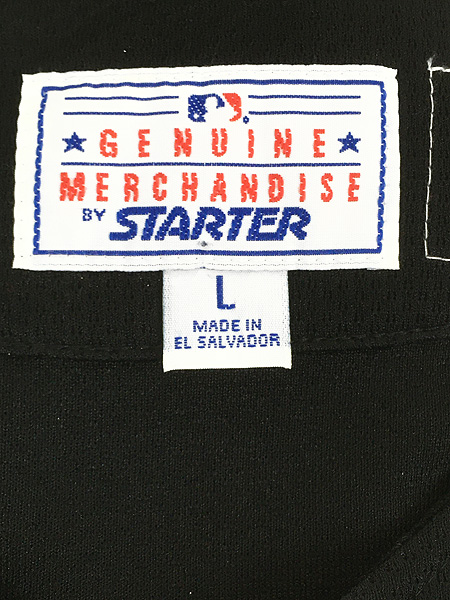 GENUINE
MERCHANDISE
BY STARTER
L
MADE IN
EL SALVADOR